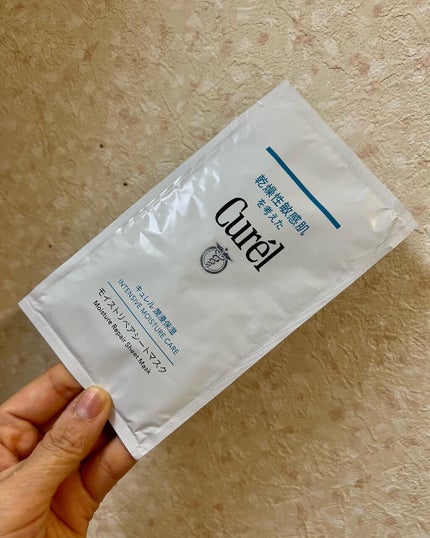 乾燥性敏感肌
を考えた
Curél
キュレル 潤浸保湿
INTENSIVE MOISTURE CARE
モイストリペアシートマスク
Moisture Repair Sheet Mask